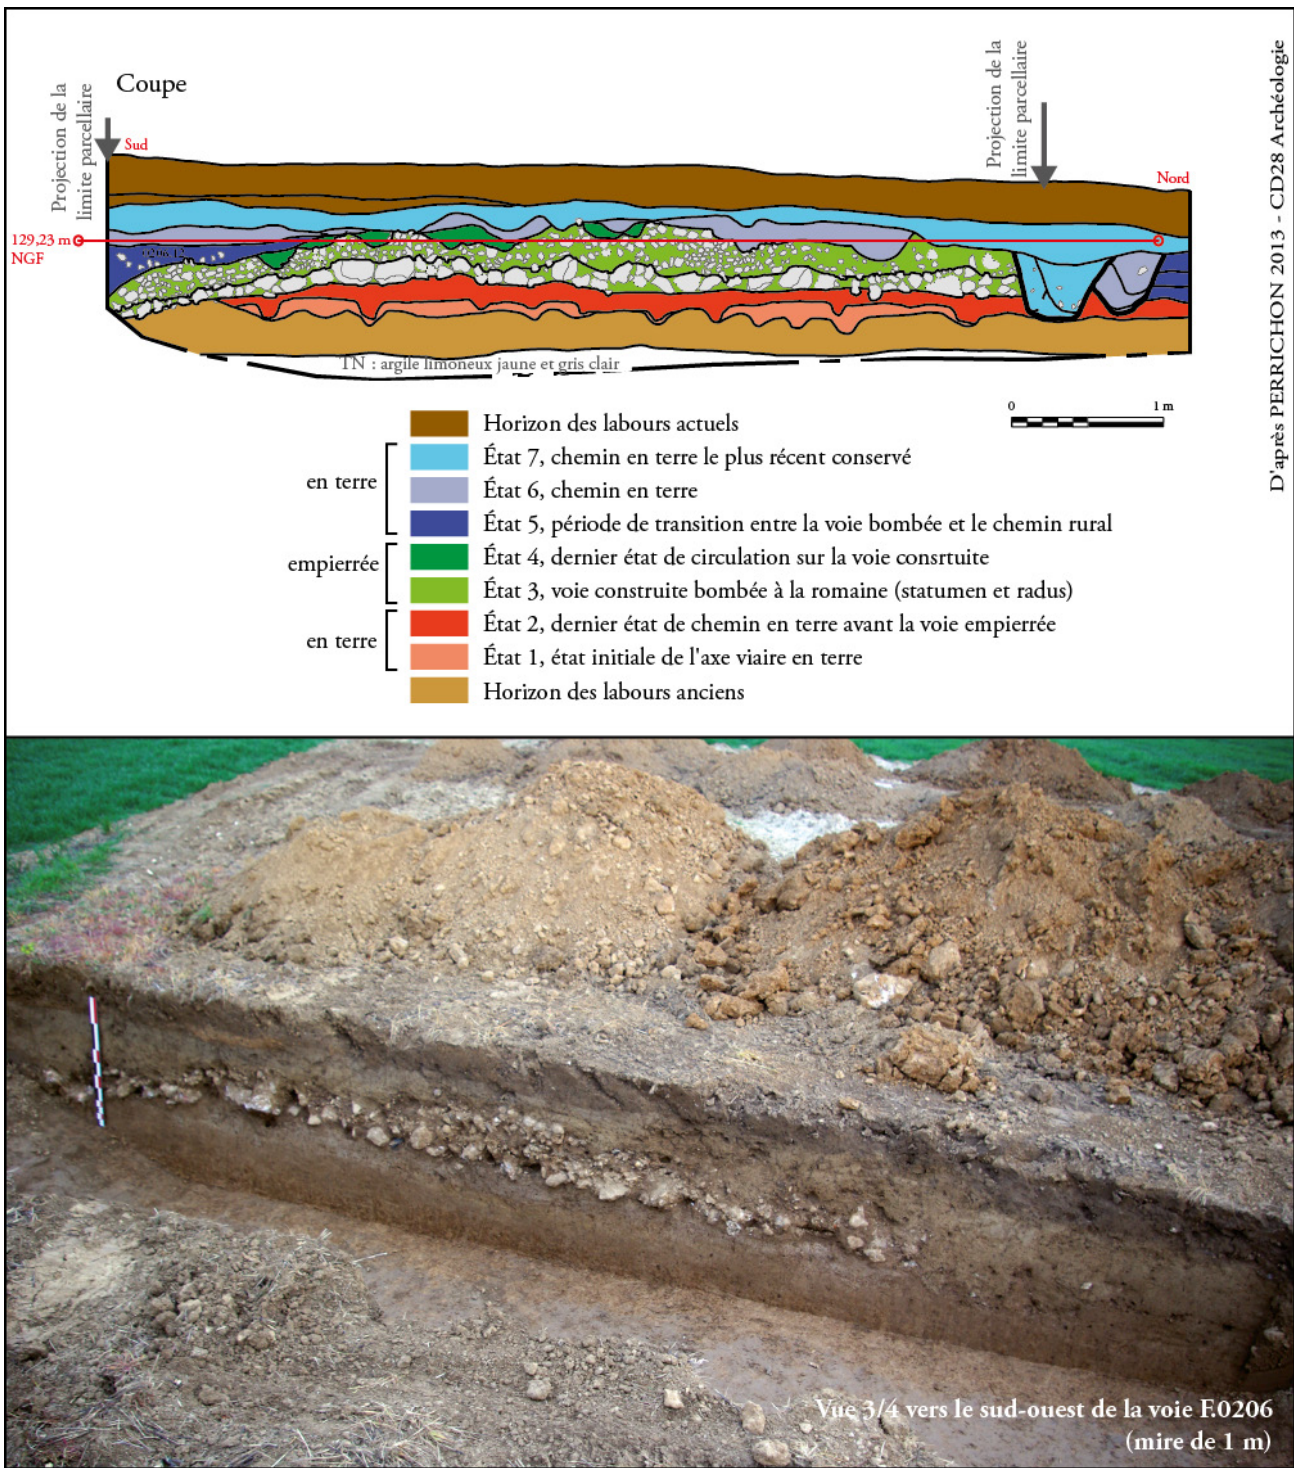 Coupe
Projection de la
limite parcellaire
Sud
Projection de la
limite parcellaire
Nord
D'après PERRICHON 2013 - CD28 Archéologie
129,23 m
NGF
TN : argile limoneux jaune et gris clair
0 1 m
Horizon des labours actuels
en terre
État 7, chemin en terre le plus récent conservé
État 6, chemin en terre
État 5, période de transition entre la voie bombée et le chemin rural
empierrée
État 4, dernier état de circulation sur la voie consrtuite
État 3, voie construite bombée à la romaine (statumen et radus)
en terre
État 2, dernier état de chemin en terre avant la voie empierrée
État 1, état initiale de l'axe viaire en terre
Horizon des labours anciens
Vue 3/4 vers le sud-ouest de la voie F.0206
(mire de 1 m)